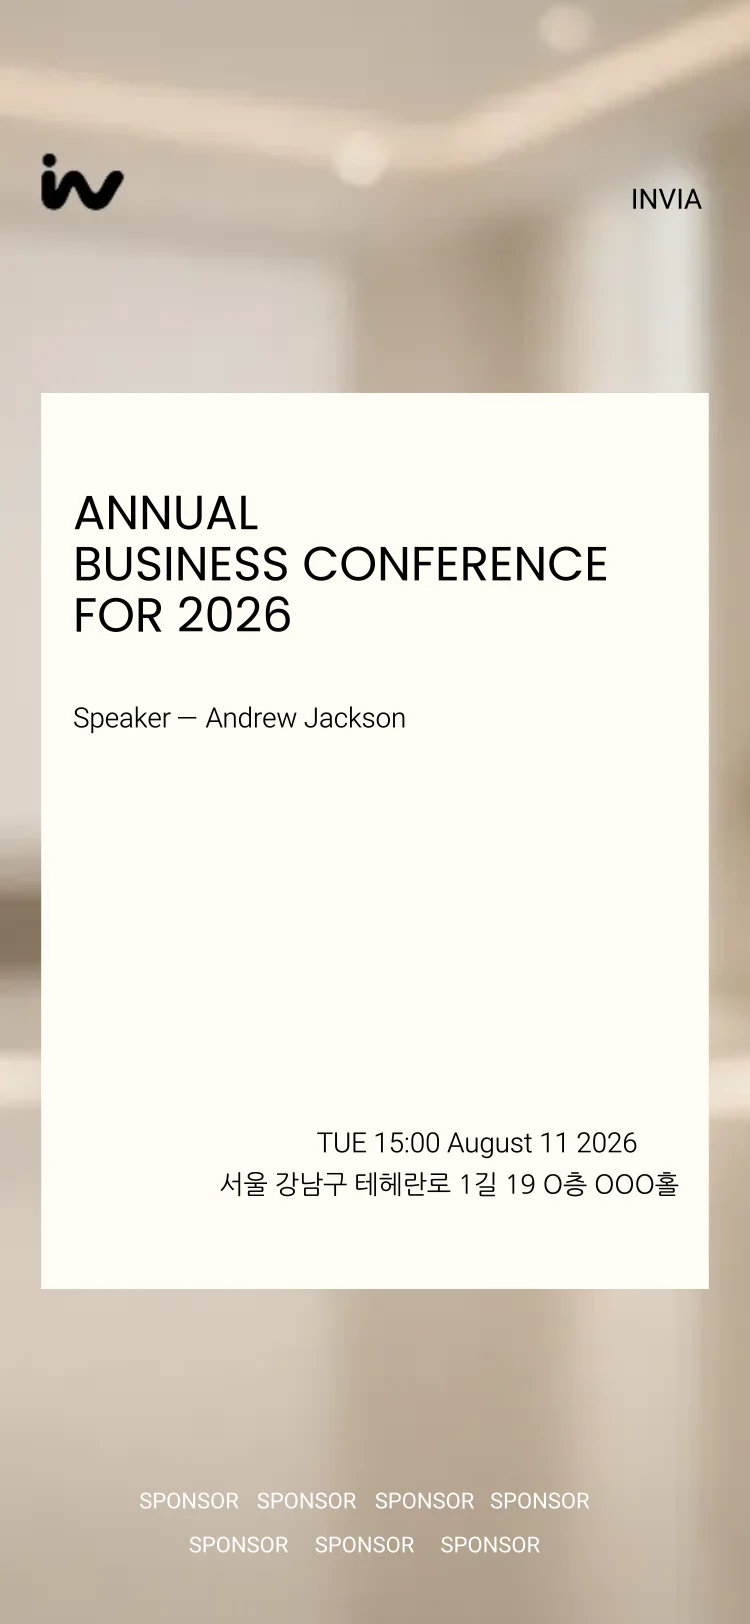 iw
INVIA
ANNUAL
BUSINESS CONFERENCE
FOR 2026
Speaker — Andrew Jackson
TUE 15:00 August 11 2026
서울 강남구 테헤란로 1길 19 O층 OOO홀
SPONSOR SPONSOR SPONSOR SPONSOR
SPONSOR SPONSOR SPONSOR